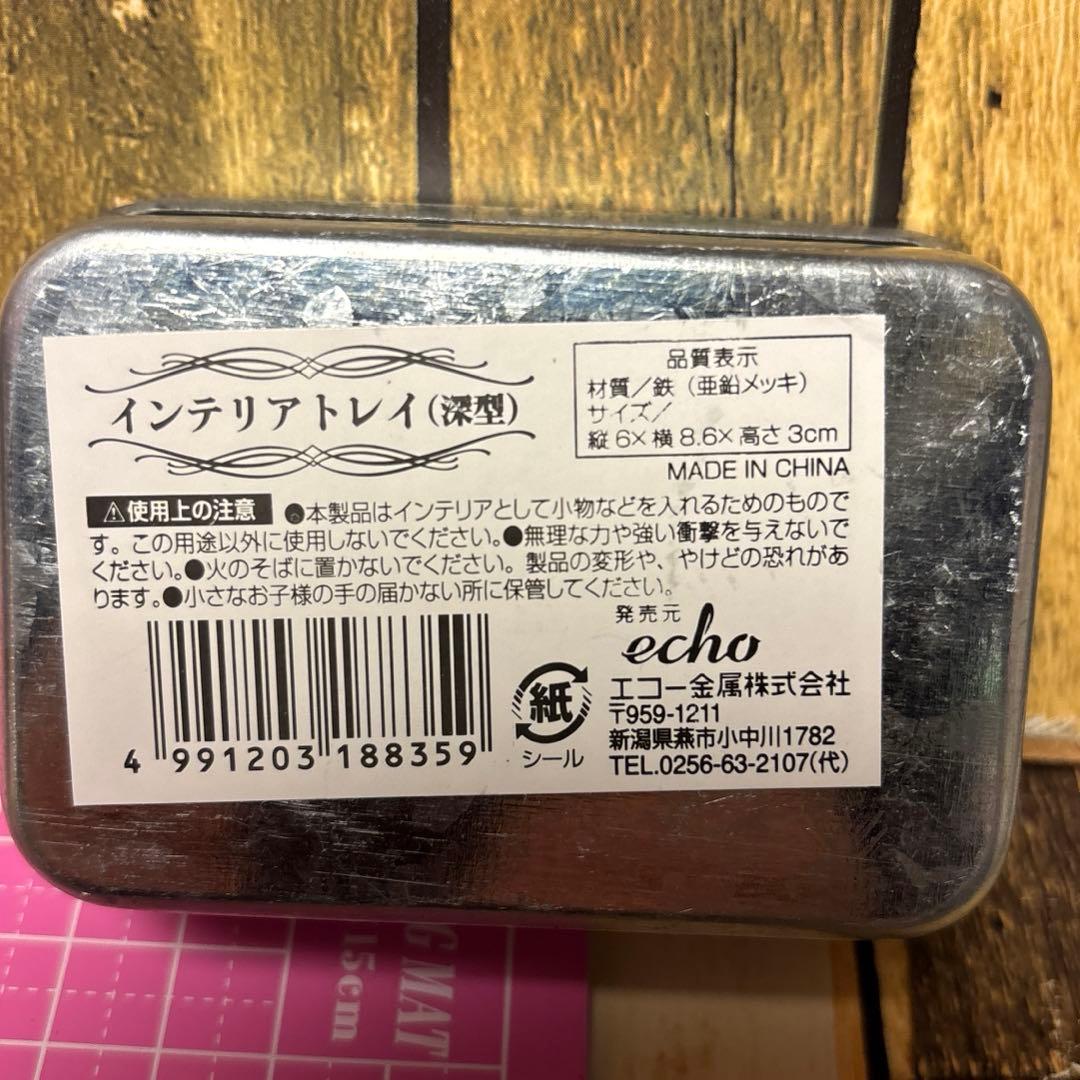 インテリアトレイ(深型)
品質表示
材質/鉄(亜鉛メッキ)
サイズ/
縦6×横8.6×高さ3cm
MADE IN CHINA
⚠使用上の注意 ●本製品はインテリアとして小物などを入れるためのもので
す。この用途以外に使用しないでください。●無理な力や強い衝撃を与えないで
ください。●火のそばに置かないでください。製品の変形や、やけどの恐れがあ
ります。●小さなお子様の手の届かない所に保管してください。
4 991203 188359
紙
シール
発売元
echo
エコー金属株式会社
〒959-1211
新潟県燕市小中川1782
TEL.0256-63-2107(代)
G MAT
15cm